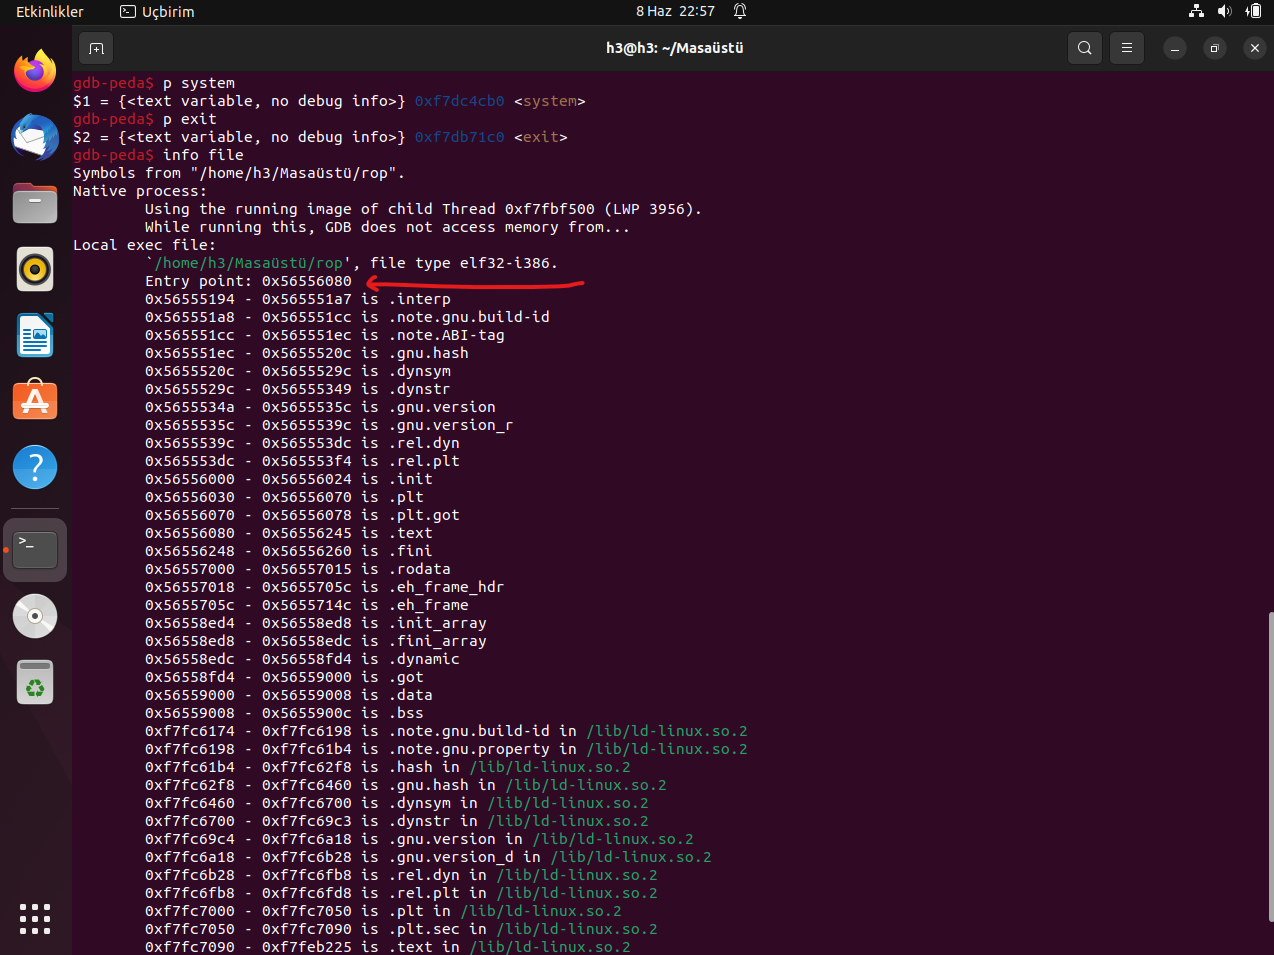 Etkinlikler
Uçbirim
8 Haz 22:57
h3@h3: ~/Masaüstü
gdb-peda$ p system
$1 = {<text variable, no debug info>} 0xf7dc4cb0 <system>
gdb-peda$ p exit
$2 = {<text variable, no debug info>} 0xf7db71c0 <exit>
gdb-peda$ info file
Symbols from "/home/h3/Masaüstü/rop".
Native process:
Using the running image of child Thread 0xf7fbf500 (LWP 3956).
While running this, GDB does not access memory from...
Local exec file:
`/home/h3/Masaüstü/rop', file type elf32-i386.
Entry point: 0x56556080
0x56555194 - 0x565551a7 is .interp
0x565551a8 - 0x565551cc is .note.gnu.build-id
0x565551cc - 0x565551ec is .note.ABI-tag
0x565551ec - 0x5655520c is .gnu.hash
0x5655520c - 0x5655529c is .dynsym
0x5655529c - 0x56555349 is .dynstr
0x5655534a - 0x5655535c is .gnu.version
0x5655535c - 0x5655539c is .gnu.version_r
0x5655539c - 0x565553dc is .rel.dyn
0x565553dc - 0x565553f4 is .rel.plt
0x56556000 - 0x56556024 is .init
0x56556030 - 0x56556070 is .plt
0x56556070 - 0x56556078 is .plt.got
0x56556080 - 0x56556245 is .text
0x56556248 - 0x56556260 is .fini
0x56557000 - 0x56557015 is .rodata
0x56557018 - 0x5655705c is .eh_frame_hdr
0x5655705c - 0x5655714c is .eh_frame
0x56558ed4 - 0x56558ed8 is .init_array
0x56558ed8 - 0x56558edc is .fini_array
0x56558edc - 0x56558fd4 is .dynamic
0x56558fd4 - 0x56559000 is .got
0x56559000 - 0x56559008 is .data
0x56559008 - 0x5655900c is .bss
0xf7fc6174 - 0xf7fc6198 is .note.gnu.build-id in /lib/ld-linux.so.2
0xf7fc6198 - 0xf7fc61b4 is .note.gnu.property in /lib/ld-linux.so.2
0xf7fc61b4 - 0xf7fc62f8 is .hash in /lib/ld-linux.so.2
0xf7fc62f8 - 0xf7fc6460 is .gnu.hash in /lib/ld-linux.so.2
0xf7fc6460 - 0xf7fc6700 is .dynsym in /lib/ld-linux.so.2
0xf7fc6700 - 0xf7fc69c3 is .dynstr in /lib/ld-linux.so.2
0xf7fc69c4 - 0xf7fc6a18 is .gnu.version in /lib/ld-linux.so.2
0xf7fc6a18 - 0xf7fc6b28 is .gnu.version_d in /lib/ld-linux.so.2
0xf7fc6b28 - 0xf7fc6fb8 is .rel.dyn in /lib/ld-linux.so.2
0xf7fc6fb8 - 0xf7fc6fd8 is .rel.plt in /lib/ld-linux.so.2
0xf7fc7000 - 0xf7fc7050 is .plt in /lib/ld-linux.so.2
0xf7fc7050 - 0xf7fc7090 is .plt.sec in /lib/ld-linux.so.2
0xf7fc7090 - 0xf7feb225 is .text in /lib/ld-linux.so.2